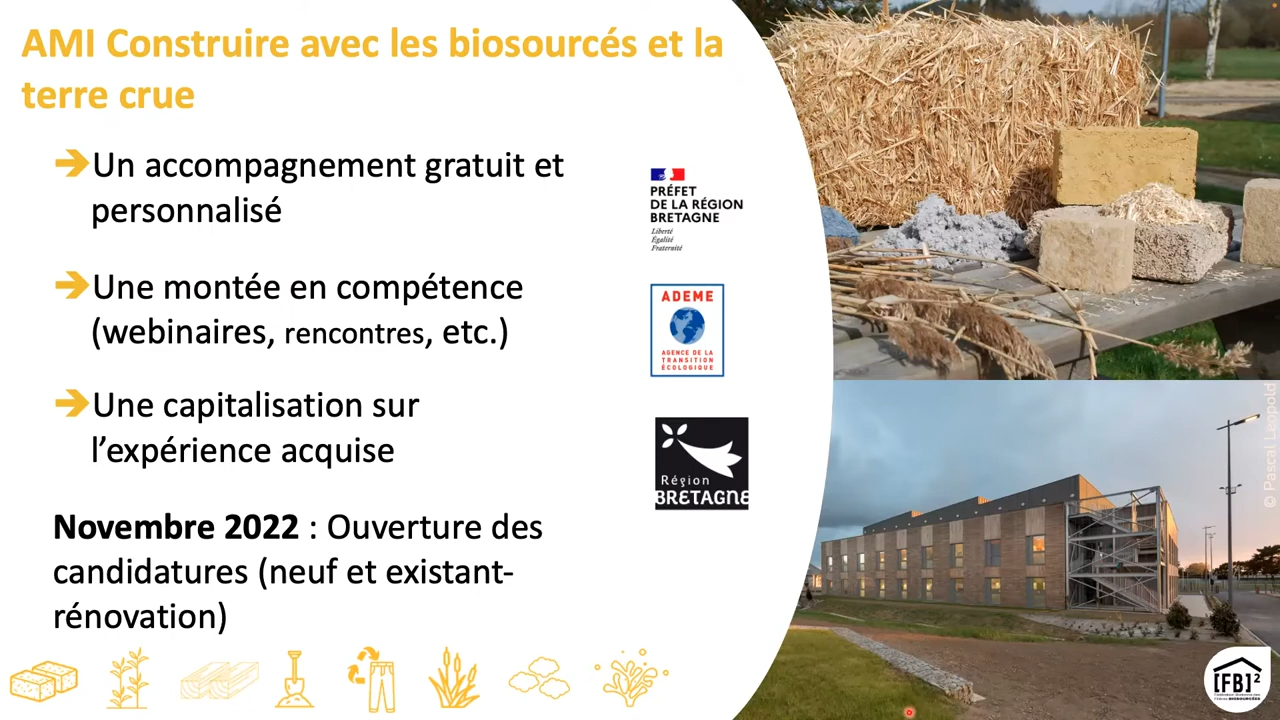 AMI Construire avec les biosourcés et la
terre crue
➔Un accompagnement gratuit et
personnalisé
➔Une montée en compétence
(webinaires, rencontres, etc.)
➔Une capitalisation sur
l’expérience acquise
Novembre 2022 : Ouverture des
candidatures (neuf et existant-
rénovation)
PRÉFET
DE LA RÉGION
BRETAGNE
Liberté
Égalité
Fraternité
ADEME
AGENCE DE LA
TRANSITION
ÉCOLOGIQUE
Région
BRETAGNE
© Pascal Léopold
[FB]²